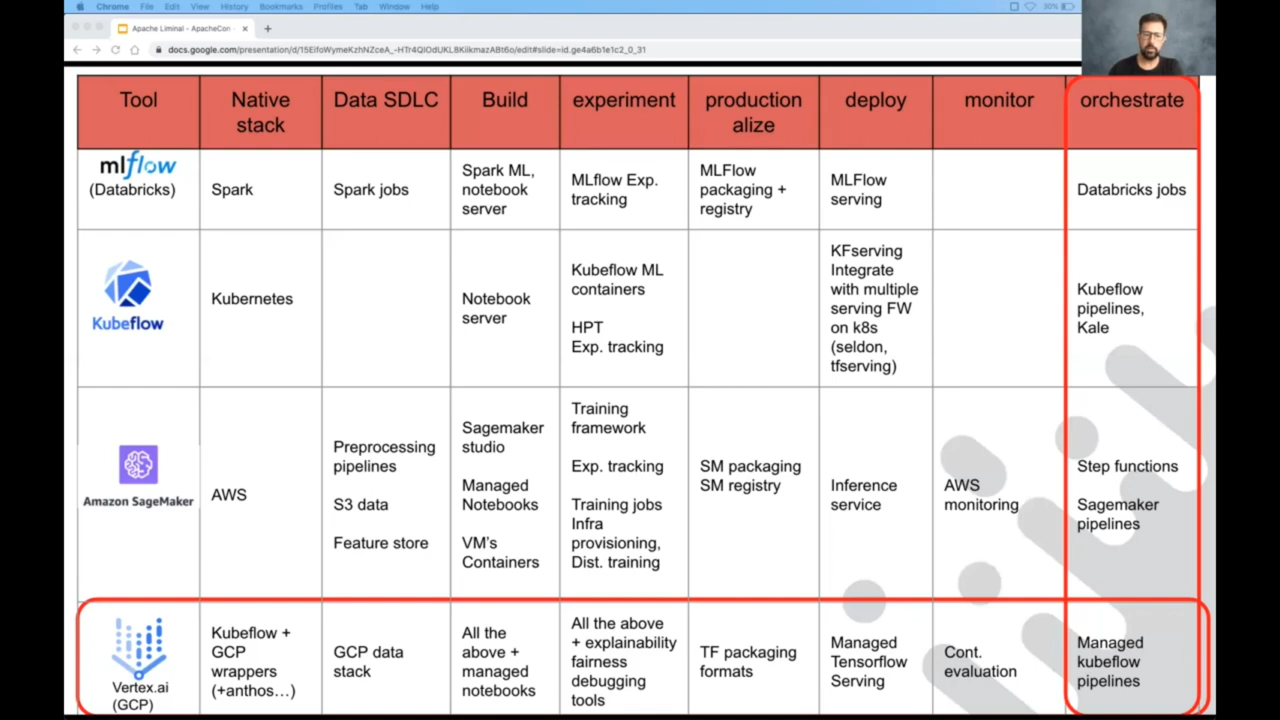 Chrome File Edit View History Bookmarks Profiles Tab Window Help 30%
Apache Liminal - ApacheCon
docs.google.com/presentation/d/15EifoWymeKzhNZceA_-HTr4QiOdUKL8KiikmazABt6o/edit#slide=id.ge4a6b1e1c2_0_31
Tool
Native
stack
Data SDLC
Build
experiment
production
alize
deploy
monitor
orchestrate
mlflow
(Databricks)
Spark
Spark jobs
Spark ML,
notebook
server
MLflow Exp.
tracking
MLFlow
packaging +
registry
MLFlow
serving
Databricks jobs
Kubeflow
Kubernetes
Notebook
server
Kubeflow ML
containers
HPT
Exp. tracking
KFserving
Integrate
with multiple
serving FW
on k8s
(seldon,
tfserving)
Kubeflow
pipelines,
Kale
Amazon SageMaker
AWS
Preprocessing
pipelines
S3 data
Feature store
Sagemaker
studio
Managed
Notebooks
VM's
Containers
Training
framework
Exp. tracking
Training jobs
Infra
provisioning,
Dist. training
SM packaging
SM registry
Inference
service
AWS
monitoring
Step functions
Sagemaker
pipelines
Vertex.ai
(GCP)
Kubeflow +
GCP
wrappers
(+anthos…)
GCP data
stack
All the
above +
managed
notebooks
All the above
+ explainability
fairness
debugging
tools
TF packaging
formats
Managed
Tensorflow
Serving
Cont.
evaluation
Managed
kubeflow
pipelines